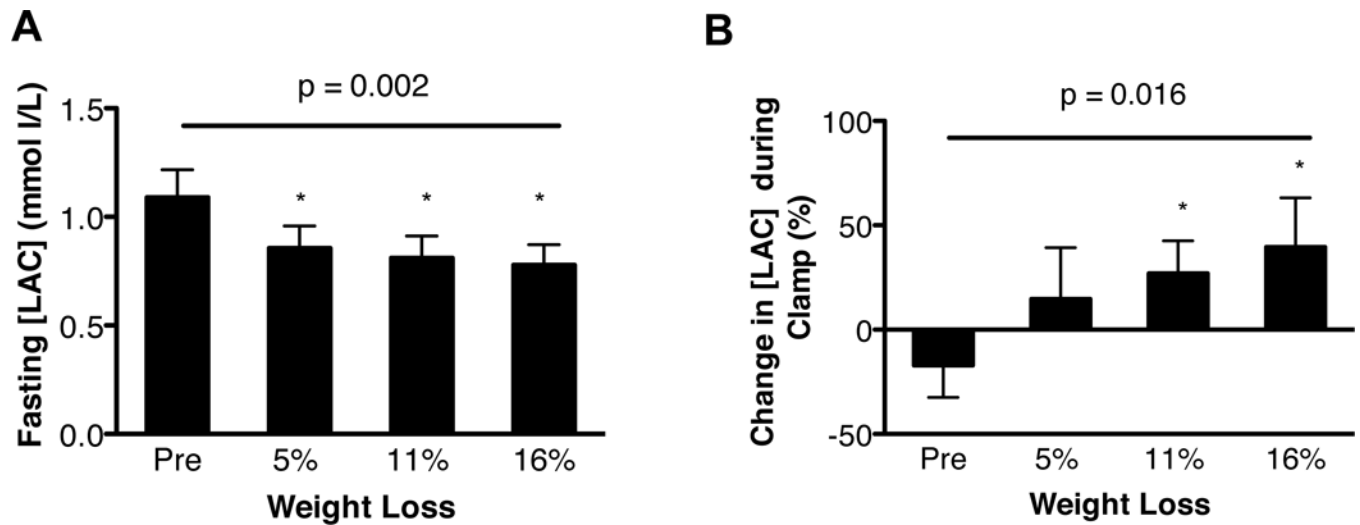 A
p = 0.002
Fasting [LAC] (mmol l/L)
1.5
1.0
0.5
0.0
*
*
*
Pre 5% 11% 16%
Weight Loss
B
p = 0.016
Change in [LAC] during
Clamp (%)
100
50
0
-50
*
*
Pre 5% 11% 16%
Weight Loss